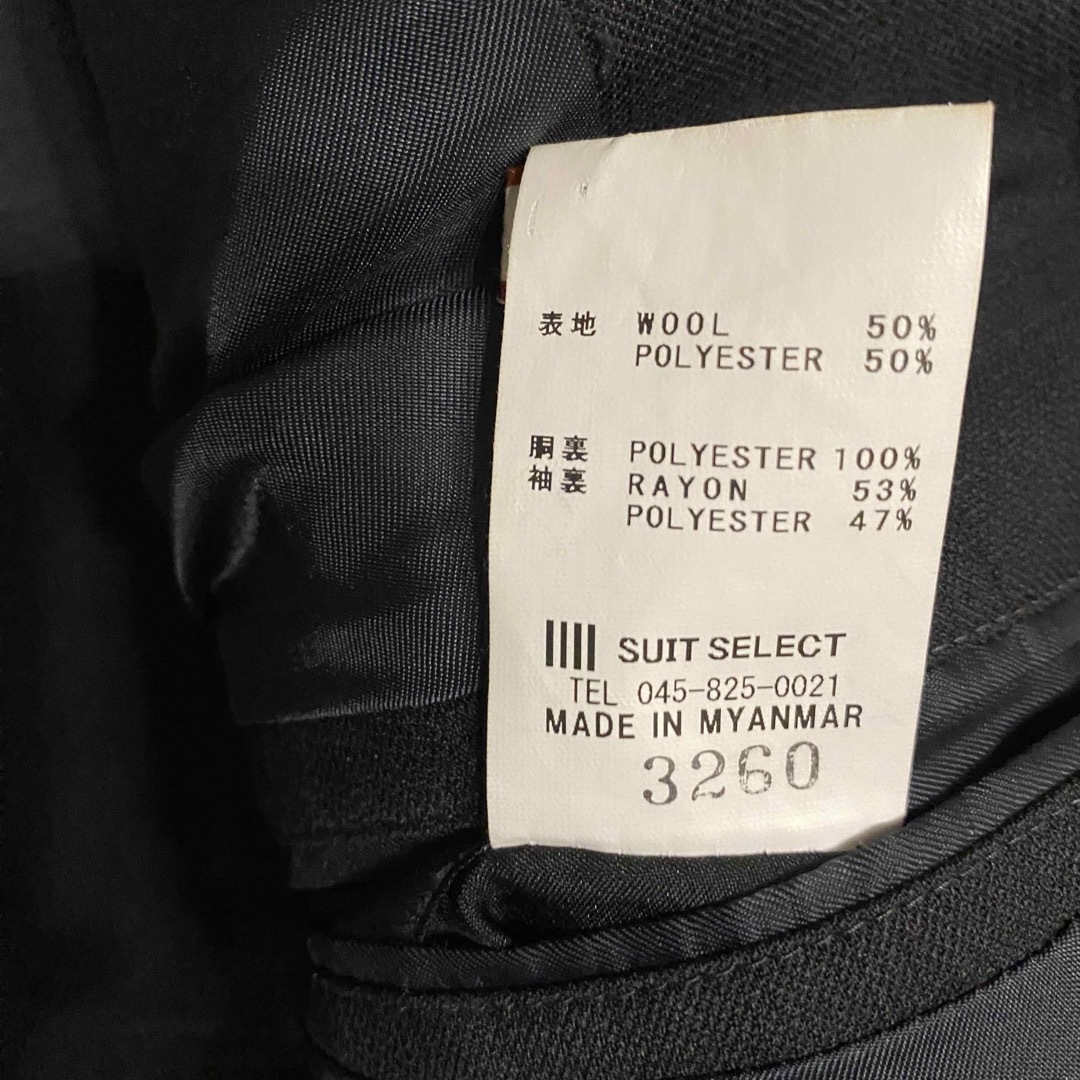 表地 WOOL 50%
POLYESTER 50%
胴裏 POLYESTER 100%
袖裏 RAYON 53%
POLYESTER 47%
SUIT SELECT
TEL 045-825-0021
MADE IN MYANMAR
3260